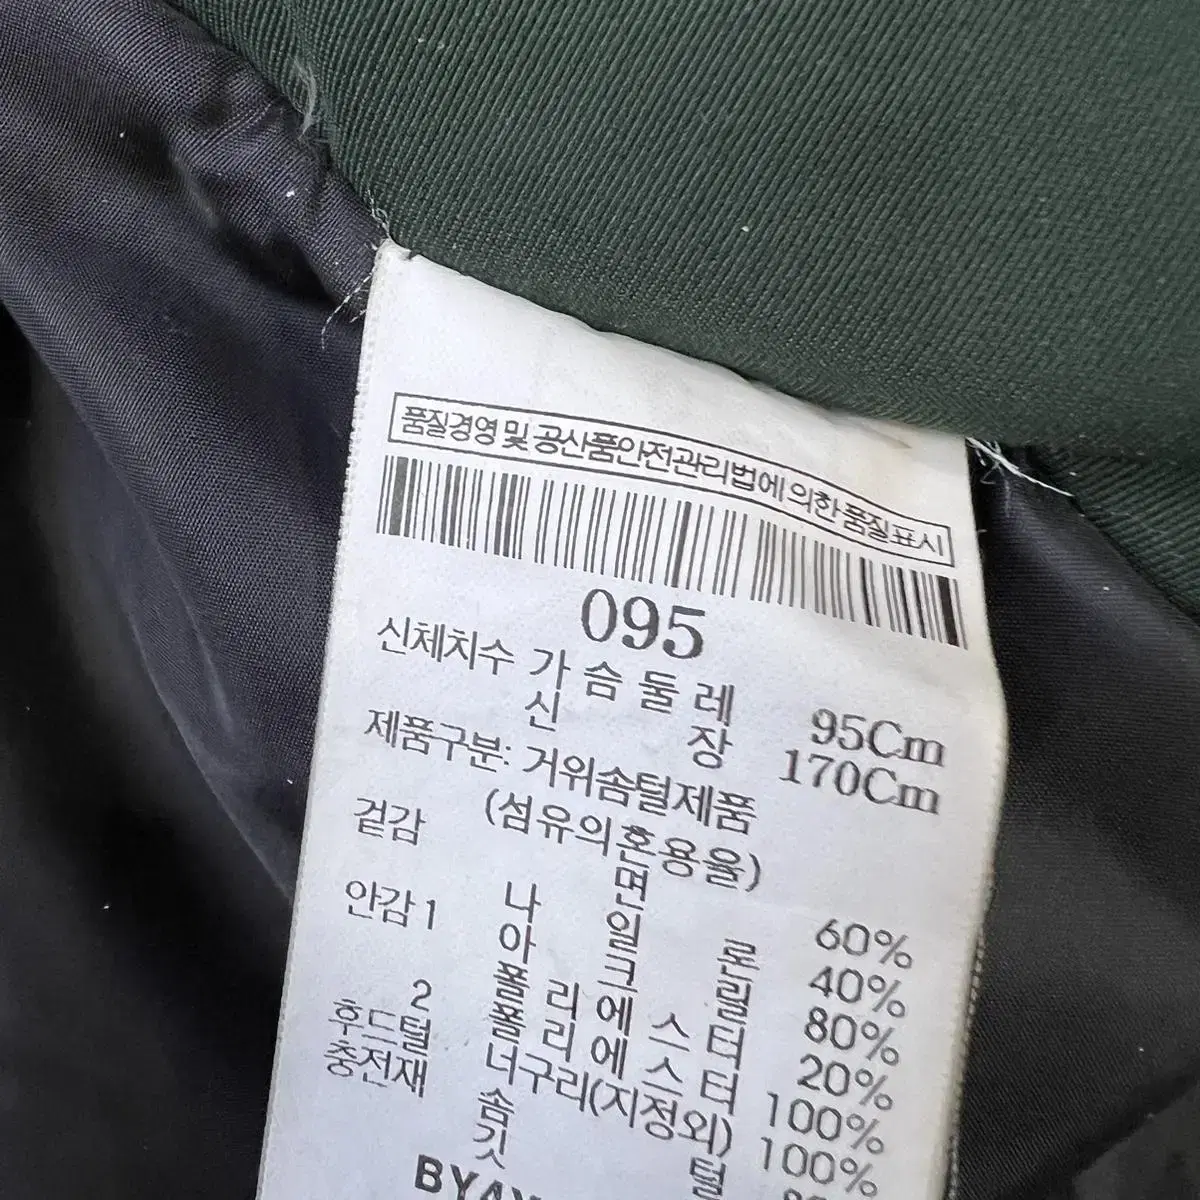 품질경영 및 공산품안전관리법에 의한 품질표시
095
신체치수 가슴둘레 95Cm
신 장 170Cm
제품구분: 거위솜털제품
(섬유의혼용율)
겉감 면 60%
나 일 론 40%
안감1 아 크 릴 80%
폴 리 에 스 터 20%
2 폴 리 에 스 터 100%
후드털 너구리(지정외) 100%
충전재 솜 털
깃